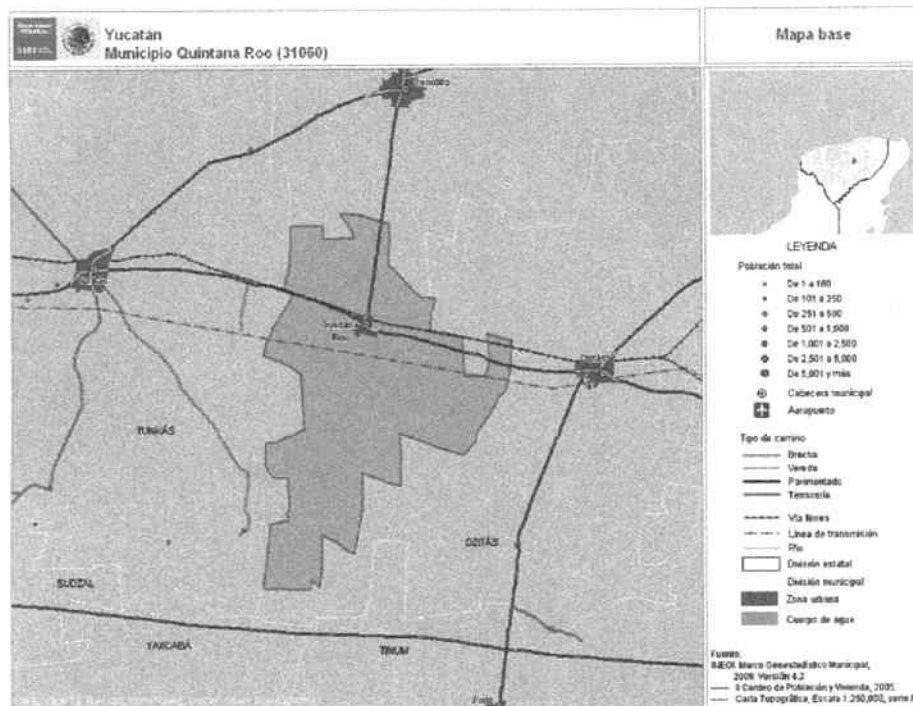 Yucatán
Municipio Quintana Roo (31060)
Mapa base
TUNKÁS
DZITÁS
SUDZAL
YAXCABÁ
TINUM
LEYENDA
Población total
De 1 a 100
De 101 a 250
De 251 a 500
De 501 a 1,000
De 1,001 a 2,500
De 2,501 a 5,000
De 5,001 y más
Cabecera municipal
Aeropuerto
Tipo de camino
Brecha
Vereda
Pavimentado
Terracería
Vía férrea
Línea de transmisión
Río
División estatal
División municipal
Zona urbana
Cuerpo de agua
Fuente:
INEGI. Marco Geoestadístico Municipal,
2009. Versión 4.2
II Conteo de Población y Vivienda, 2005.
Carta Topográfica, Escala 1:250,000, serie